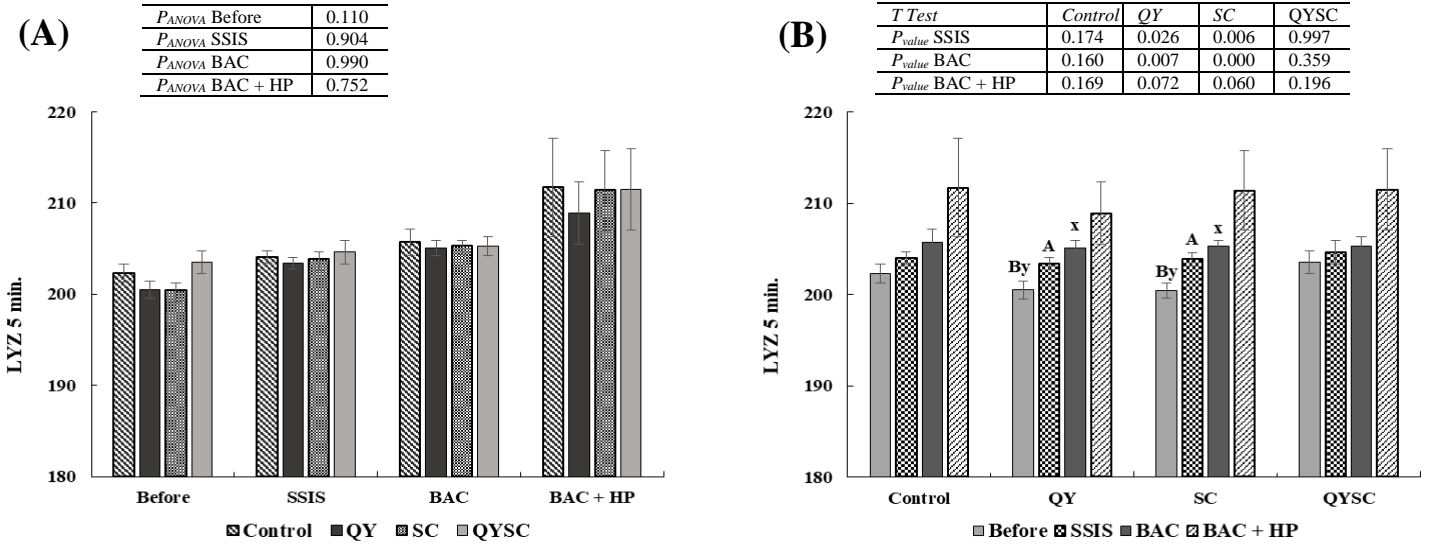 (A)
P_ANOVA Before 0.110
P_ANOVA SSIS 0.904
P_ANOVA BAC 0.990
P_ANOVA BAC + HP 0.752
220
210
200
190
180
LYZ 5 min.
Before SSIS BAC BAC + HP
Control QY SC QYSC
(B)
T Test Control QY SC QYSC
P_value SSIS 0.174 0.026 0.006 0.997
P_value BAC 0.160 0.007 0.000 0.359
P_value BAC + HP 0.169 0.072 0.060 0.196
220
210
200
190
180
LYZ 5 min.
By A x By A x
Control QY SC QYSC
Before SSIS BAC BAC + HP